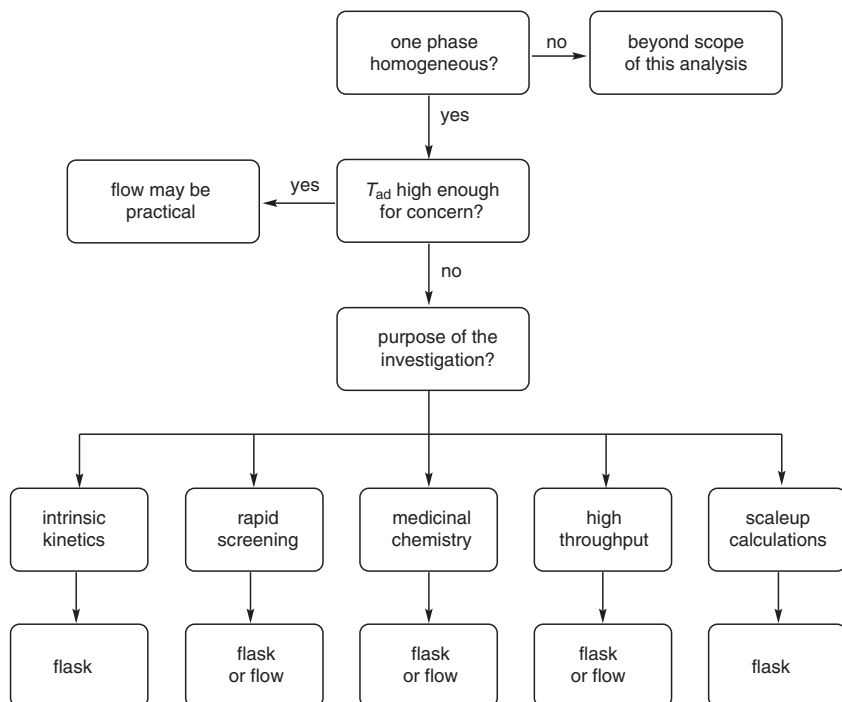 one phase
homogeneous?
no
beyond scope
of this analysis
yes
flow may be
practical
yes
T_ad high enough
for concern?
no
purpose of the
investigation?
intrinsic
kinetics
rapid
screening
medicinal
chemistry
high
throughput
scaleup
calculations
flask
flask
or flow
flask
or flow
flask
or flow
flask